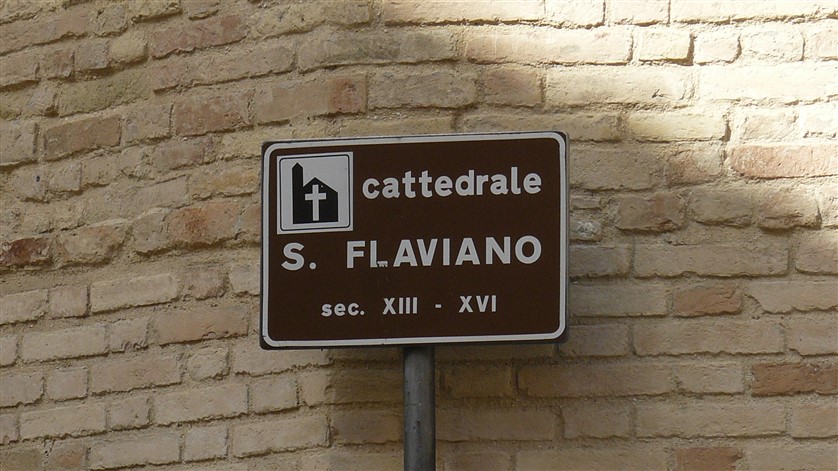 cattedrale
S. FLAVIANO
sec. XIII - XVI